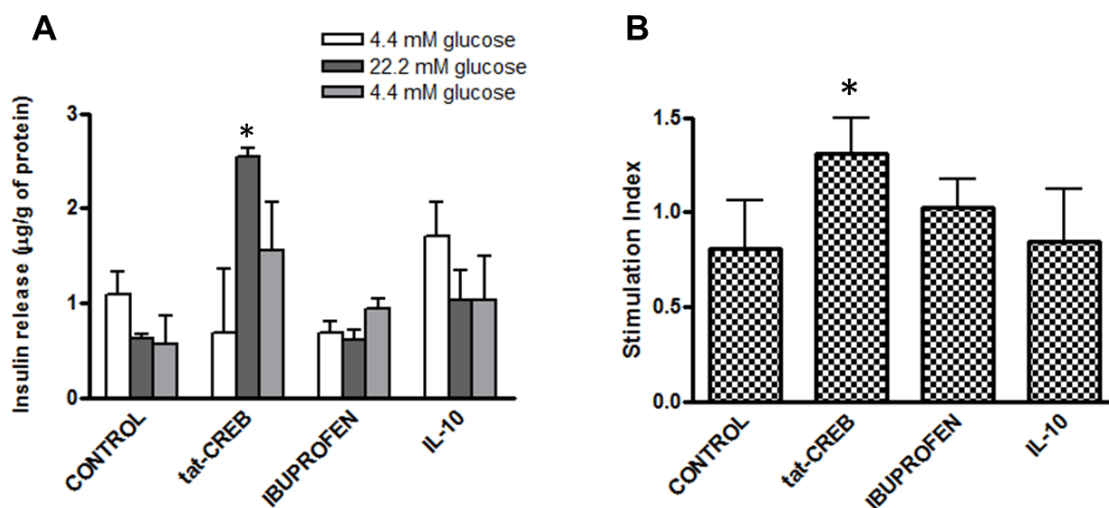 A
4.4 mM glucose
22.2 mM glucose
4.4 mM glucose
Insulin release (µg/g of protein)
3
2
1
0
*
CONTROL
tat-CREB
IBUPROFEN
IL-10
B
Stimulation Index
1.5
1.0
0.5
0.0
*
CONTROL
tat-CREB
IBUPROFEN
IL-10